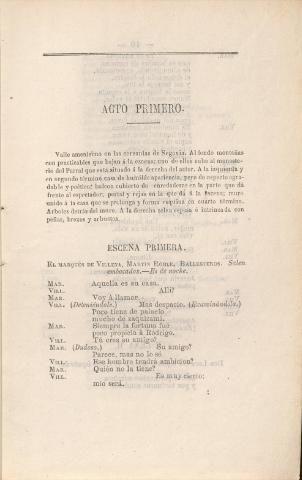 ACTO PRIMERO.
Valle amenísimo en las cercanías de Segovia. Al fondo montañas
con practicables que bajan á la escena; uno de ellos sube al monaste-
rio del Parral que está situado á la derecha del actor. A la izquierda y
en segundo término casa de humilde apariencia, pero de aspecto agra-
dable y poético: balcon cubierto de enredaderas en la parte que dá
frente al espectador; portal y rejas en la que dá á la escena; muro
unido á la casa que se prolonga y forma esquina en cuarto término.
Arboles detrás del muro. A la derecha selva espesa é intrincada con
peñas, brozas y arbustos.
ESCENA PRIMERA.
EL MARQUÉS DE VILLENA, MARTIN ROBLE, BALLESTEROS. Salen
embozados.—Es de noche.
MAR. Aquella es su casa.
VILL. Allí?
MAR. Voy á llamar.
VILL. (Deteniéndole.) Mas despacio. (Examinándola.)
Poco tiene de palacio
mucho de zaquizamí.
MAR. Siempre la fortuna fué
poco propicia á Rodrigo.
VILL. Tú eres su amigo?
MAR. (Dudoso.) Su amigo?
Parece, mas no lo sé.
VILL. Ese hombre tendrá ambicion?
MAR. Quién no la tiene?
VILL. Es muy cierto;
mio será.